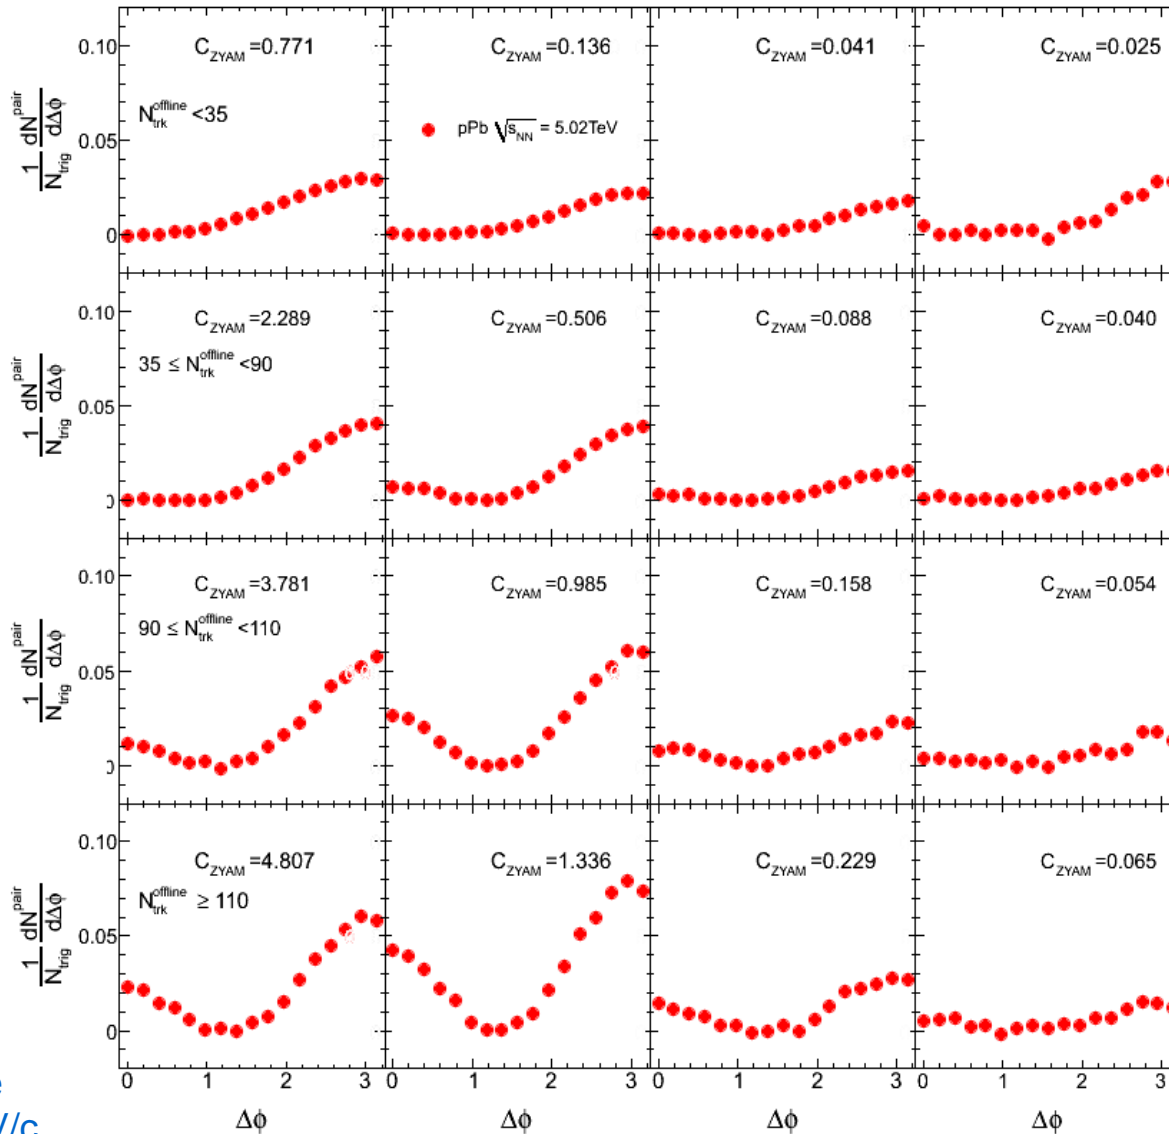 0.10 C_ZYAM =0.771 C_ZYAM =0.136 C_ZYAM =0.041 C_ZYAM =0.025
N_trk^offline <35
pPb √s_NN = 5.02TeV
0.05
1/N_trig dN^pair/dΔϕ
0
0.10 C_ZYAM =2.289 C_ZYAM =0.506 C_ZYAM =0.088 C_ZYAM =0.040
35 ≤ N_trk^offline <90
0.05
1/N_trig dN^pair/dΔϕ
0.10 C_ZYAM =3.781 C_ZYAM =0.985 C_ZYAM =0.158 C_ZYAM =0.054
90 ≤ N_trk^offline <110
0.05
1/N_trig dN^pair/dΔϕ
0.10 C_ZYAM =4.807 C_ZYAM =1.336 C_ZYAM =0.229 C_ZYAM =0.065
N_trk^offline ≥ 110
0.05
1/N_trig dN^pair/dΔϕ
0
0 1 2 3 0 1 2 3 0 1 2 3 0 1 2 3
Δϕ Δϕ Δϕ Δϕ
/c